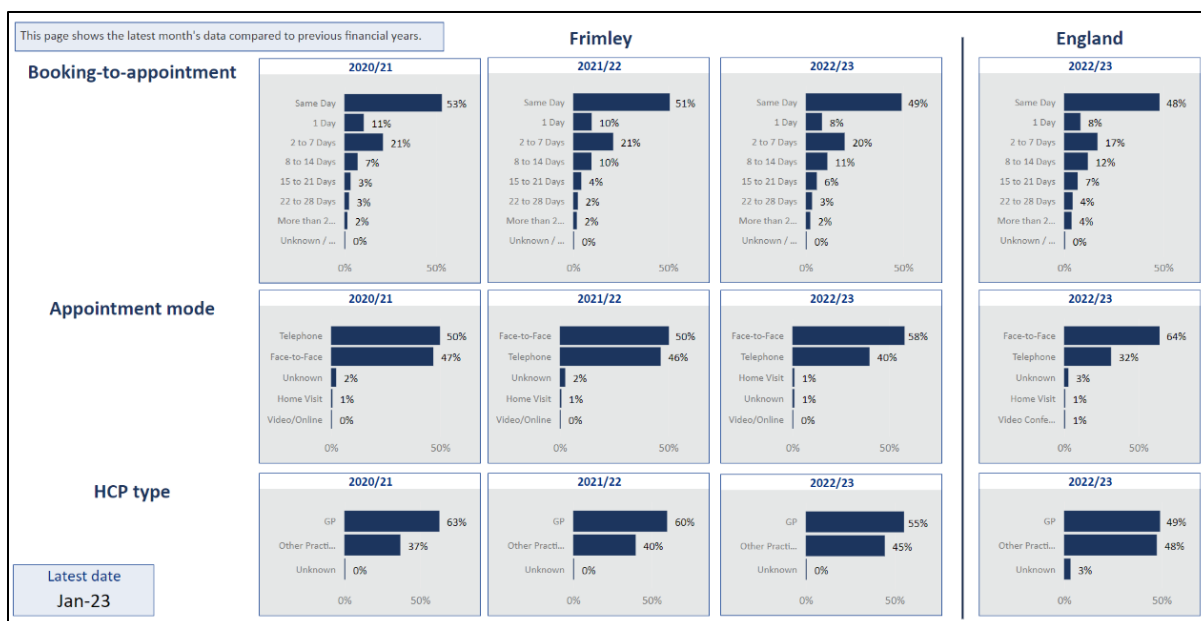 This page shows the latest month's data compared to previous financial years.
Frimley
England
Booking-to-appointment
2020/21
Same Day 53%
1 Day 11%
2 to 7 Days 21%
8 to 14 Days 7%
15 to 21 Days 3%
22 to 28 Days 3%
More than 2... 2%
Unknown / ... 0%
0% 50%
2021/22
Same Day 51%
1 Day 10%
2 to 7 Days 21%
8 to 14 Days 10%
15 to 21 Days 4%
22 to 28 Days 2%
More than 2... 2%
Unknown / ... 0%
0% 50%
2022/23
Same Day 49%
1 Day 8%
2 to 7 Days 20%
8 to 14 Days 11%
15 to 21 Days 6%
22 to 28 Days 3%
More than 2... 2%
Unknown / ... 0%
0% 50%
2022/23
Same Day 48%
1 Day 8%
2 to 7 Days 17%
8 to 14 Days 12%
15 to 21 Days 7%
22 to 28 Days 4%
More than 2... 4%
Unknown / ... 0%
0% 50%
Appointment mode
2020/21
Telephone 50%
Face-to-Face 47%
Unknown 2%
Home Visit 1%
Video/Online 0%
0% 50%
2021/22
Face-to-Face 50%
Telephone 46%
Unknown 2%
Home Visit 1%
Video/Online 0%
0% 50%
2022/23
Face-to-Face 58%
Telephone 40%
Home Visit 1%
Unknown 1%
Video/Online 0%
0% 50%
2022/23
Face-to-Face 64%
Telephone 32%
Unknown 3%
Home Visit 1%
Video Confe... 1%
0% 50%
HCP type
2020/21
GP 63%
Other Practi... 37%
Unknown 0%
0% 50%
2021/22
GP 60%
Other Practi... 40%
Unknown 0%
0% 50%
2022/23
GP 55%
Other Practi... 45%
Unknown 0%
0% 50%
2022/23
GP 49%
Other Practi... 48%
Unknown 3%
0% 50%
Latest date
Jan-23